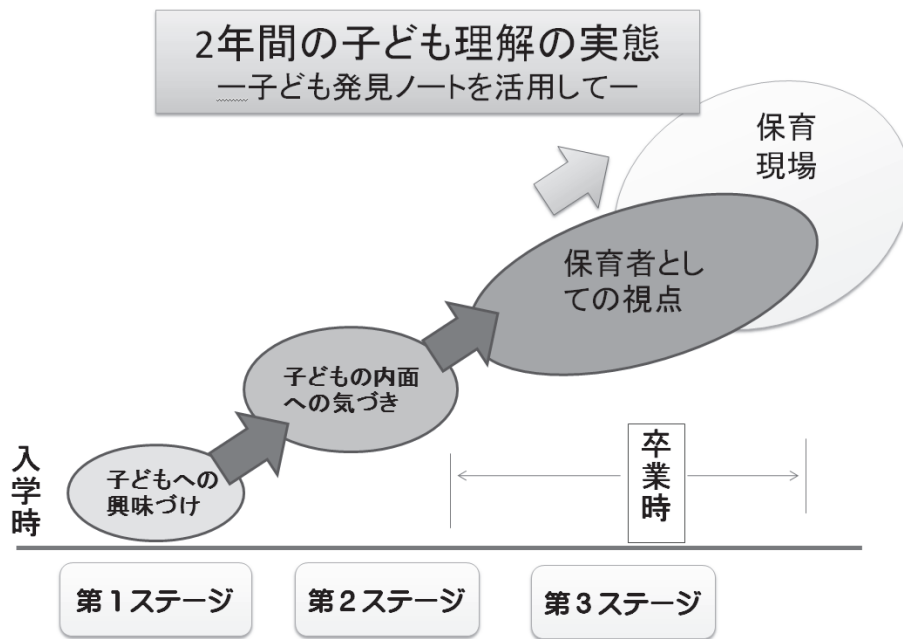 2年間の子ども理解の実態
―子ども発見ノートを活用して―
保育
現場
保育者とし
ての視点
子どもの内面
への気づき
子どもへの
興味づけ
入学時
卒業時
第1ステージ
第2ステージ
第3ステージ